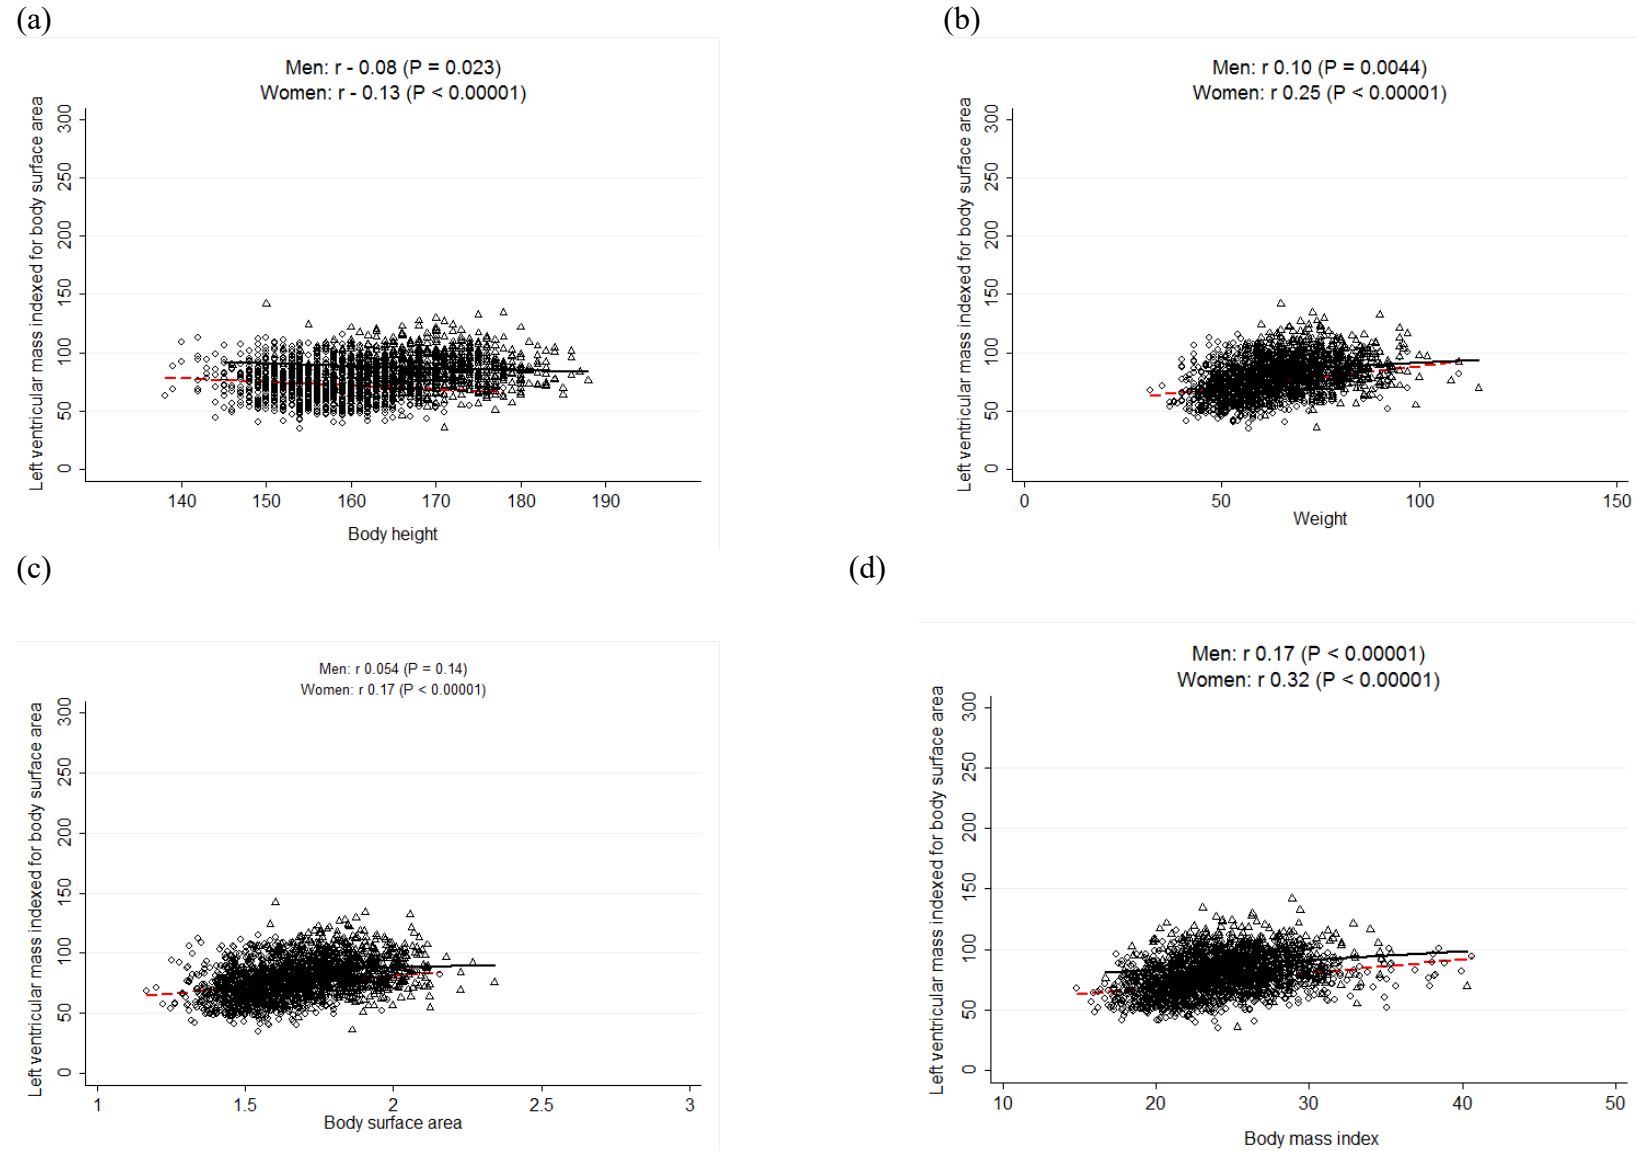 (a)
Men: r - 0.08 (P = 0.023)
Women: r - 0.13 (P < 0.00001)
Left ventricular mass indexed for body surface area
300
250
200
150
100
50
0
140 150 160 170 180 190
Body height
(b)
Men: r 0.10 (P = 0.0044)
Women: r 0.25 (P < 0.00001)
Left ventricular mass indexed for body surface area
300
250
200
150
100
50
0
0 50 100 150
Weight
(c)
Men: r 0.054 (P = 0.14)
Women: r 0.17 (P < 0.00001)
Left ventricular mass indexed for body surface area
300
250
200
150
100
50
0
1 1.5 2 2.5 3
Body surface area
(d)
Men: r 0.17 (P < 0.00001)
Women: r 0.32 (P < 0.00001)
Left ventricular mass indexed for body surface area
300
250
200
150
100
50
0
10 20 30 40 50
Body mass index